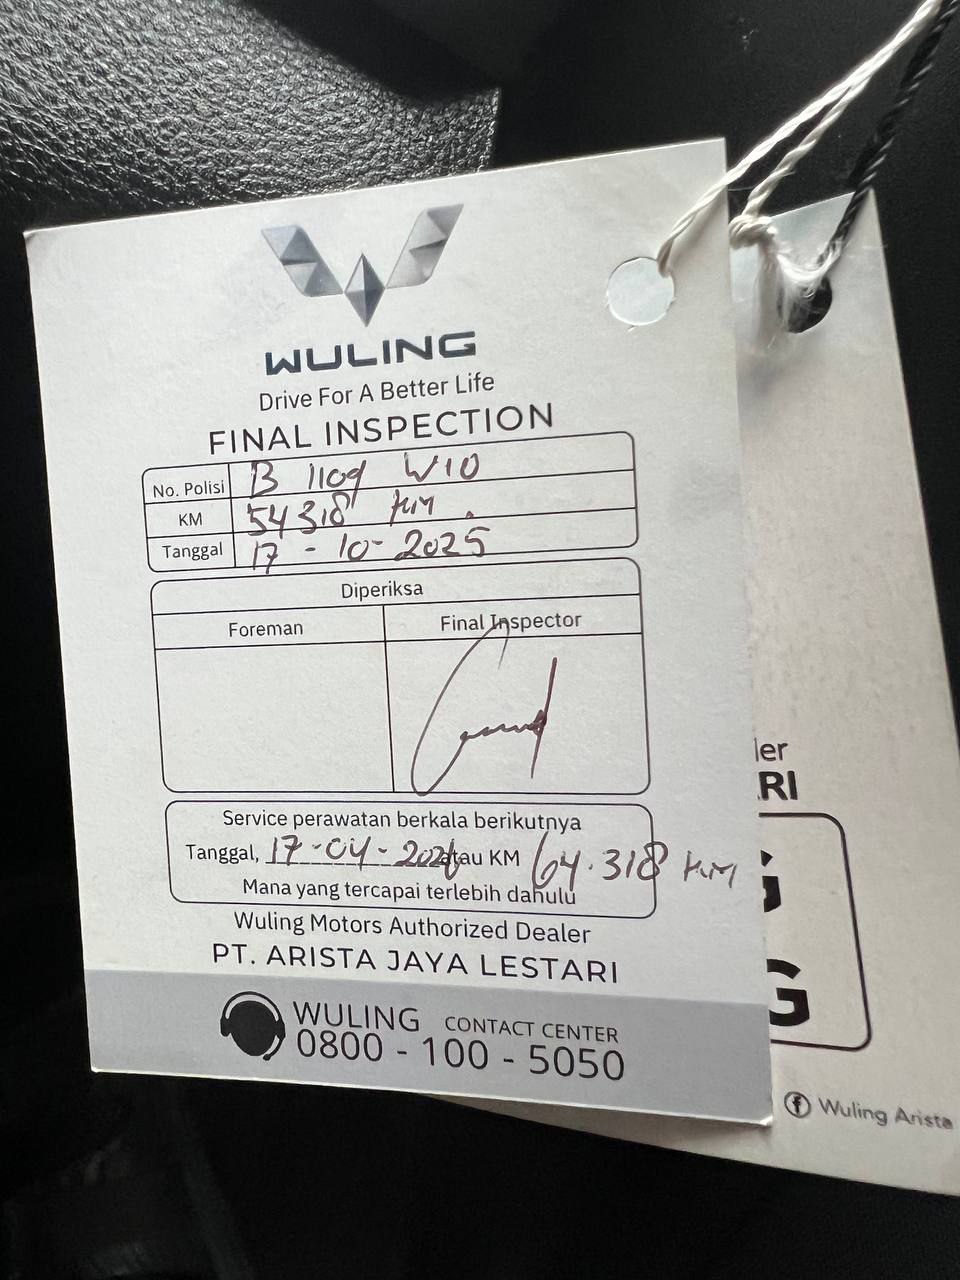 WULING
Drive For A Better Life
FINAL INSPECTION
No. Polisi B 1109 WIO
KM 54318 KM.
Tanggal 17 - 10 - 2025
Diperiksa
Foreman Final Inspector
Service perawatan berkala berikutnya
Tanggal, 17-04-2026 atau KM 64.318 KM
Mana yang tercapai terlebih dahulu
Wuling Motors Authorized Dealer
PT. ARISTA JAYA LESTARI
WULING CONTACT CENTER
0800 - 100 - 5050
ler
RI
G
G
Wuling Arista